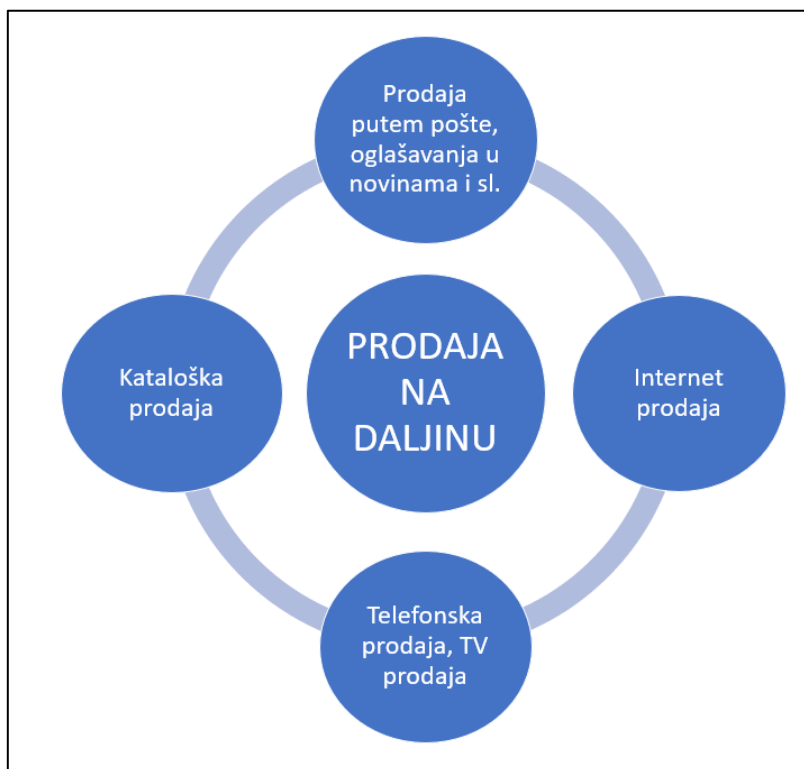 Prodaja
putem pošte,
oglašavanja u
novinama i sl.
Kataloška
prodaja
PRODAJA
NA
DALJINU
Internet
prodaja
Telefonska
prodaja, TV
prodaja